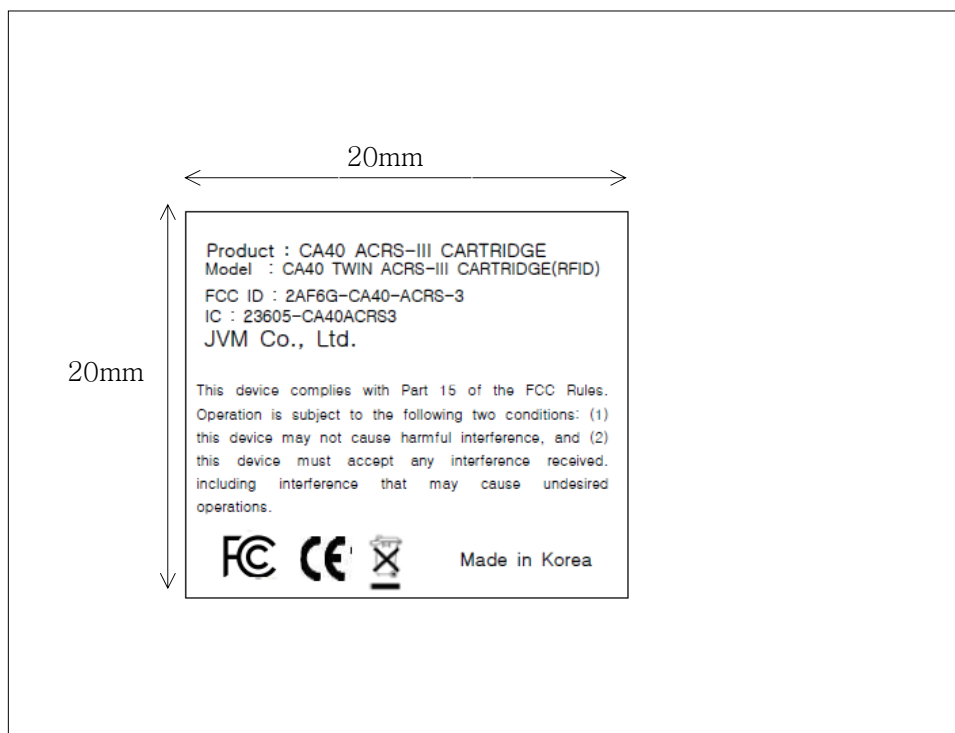 20mm
20mm
Product : CA40 ACRS-III CARTRIDGE
Model : CA40 TWIN ACRS-III CARTRIDGE(RFID)
FCC ID : 2AF6G-CA40-ACRS-3
IC : 23605-CA40ACRS3
JVM Co., Ltd.
This device complies with Part 15 of the FCC Rules.
Operation is subject to the following two conditions: (1)
this device may not cause harmful interference, and (2)
this device must accept any interference received.
including interference that may cause undesired
operations.
FC CE Made in Korea